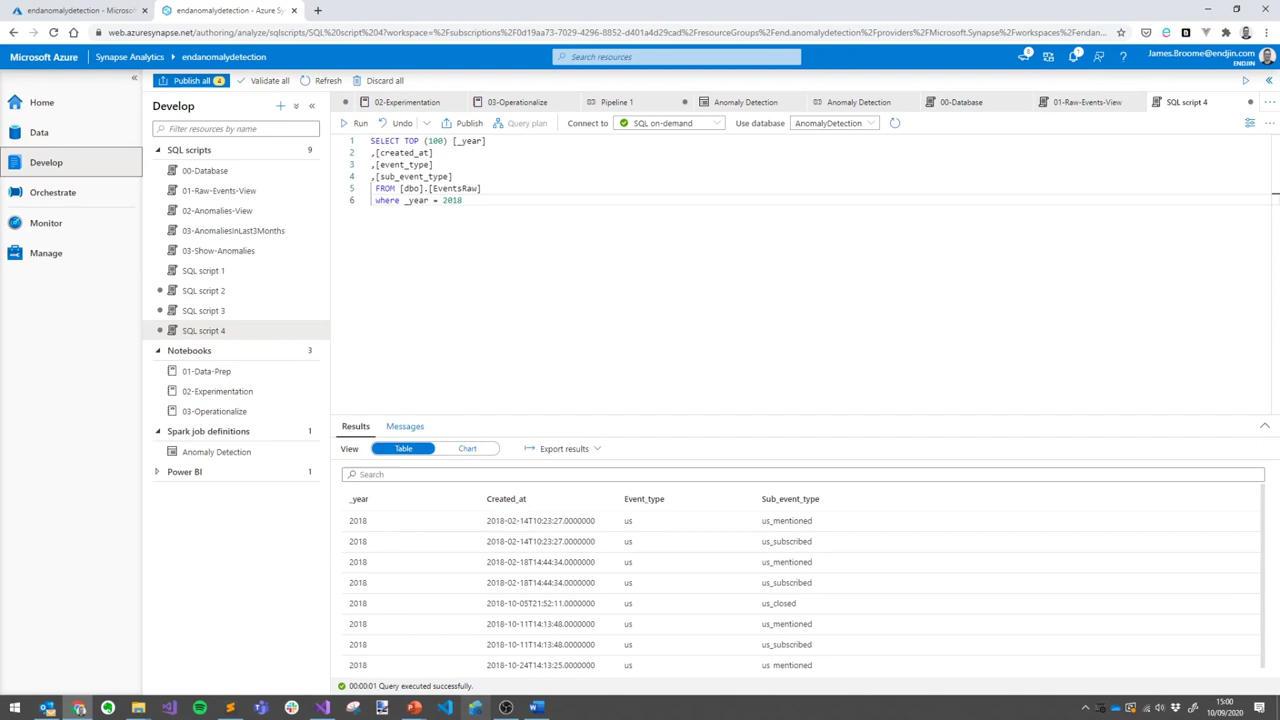 endanomalydetection - Microsoft
endanomalydetection - Azure Sy
web.azuresynapse.net/authoring/analyze/sqlscripts/SQL%20script%204?workspace=%2Fsubscriptions%2F0d19aa73-7029-4296-8852-d401a4d29cad%2FresourceGroups%2Fend.anomalydetection%2Fproviders%2FMicrosoft.Synapse%2Fworkspaces%2Fendan...
Microsoft Azure
Synapse Analytics
endanomalydetection
Search resources
James.Broome@endjin.com
ENDJIN
Publish all 4
Validate all
Refresh
Discard all
Home
Data
Develop
Orchestrate
Monitor
Manage
Develop
Filter resources by name
SQL scripts 9
00-Database
01-Raw-Events-View
02-Anomalies-View
03-AnomaliesInLast3Months
03-Show-Anomalies
SQL script 1
SQL script 2
SQL script 3
SQL script 4
Notebooks 3
01-Data-Prep
02-Experimentation
03-Operationalize
Spark job definitions 1
Anomaly Detection
Power BI 1
02-Experimentation
03-Operationalize
Pipeline 1
Anomaly Detection
Anomaly Detection
00-Database
01-Raw-Events-View
SQL script 4
Run
Undo
Publish
Query plan
Connect to
SQL on-demand
Use database
AnomalyDetection
1 SELECT TOP (100) [_year]
2 ,[created_at]
3 ,[event_type]
4 ,[sub_event_type]
5 FROM [dbo].[EventsRaw]
6 where _year = 2018
Results
Messages
View
Table
Chart
Export results
Search
_year Created_at Event_type Sub_event_type
2018 2018-02-14T10:23:27.0000000 us us_mentioned
2018 2018-02-14T10:23:27.0000000 us us_subscribed
2018 2018-02-18T14:44:34.0000000 us us_mentioned
2018 2018-02-18T14:44:34.0000000 us us_subscribed
2018 2018-10-05T21:52:11.0000000 us us_closed
2018 2018-10-11T14:13:48.0000000 us us_mentioned
2018 2018-10-11T14:13:48.0000000 us us_subscribed
2018 2018-10-24T14:13:25.0000000 us us_mentioned
00:00:01 Query executed successfully.
15:00
10/09/2020